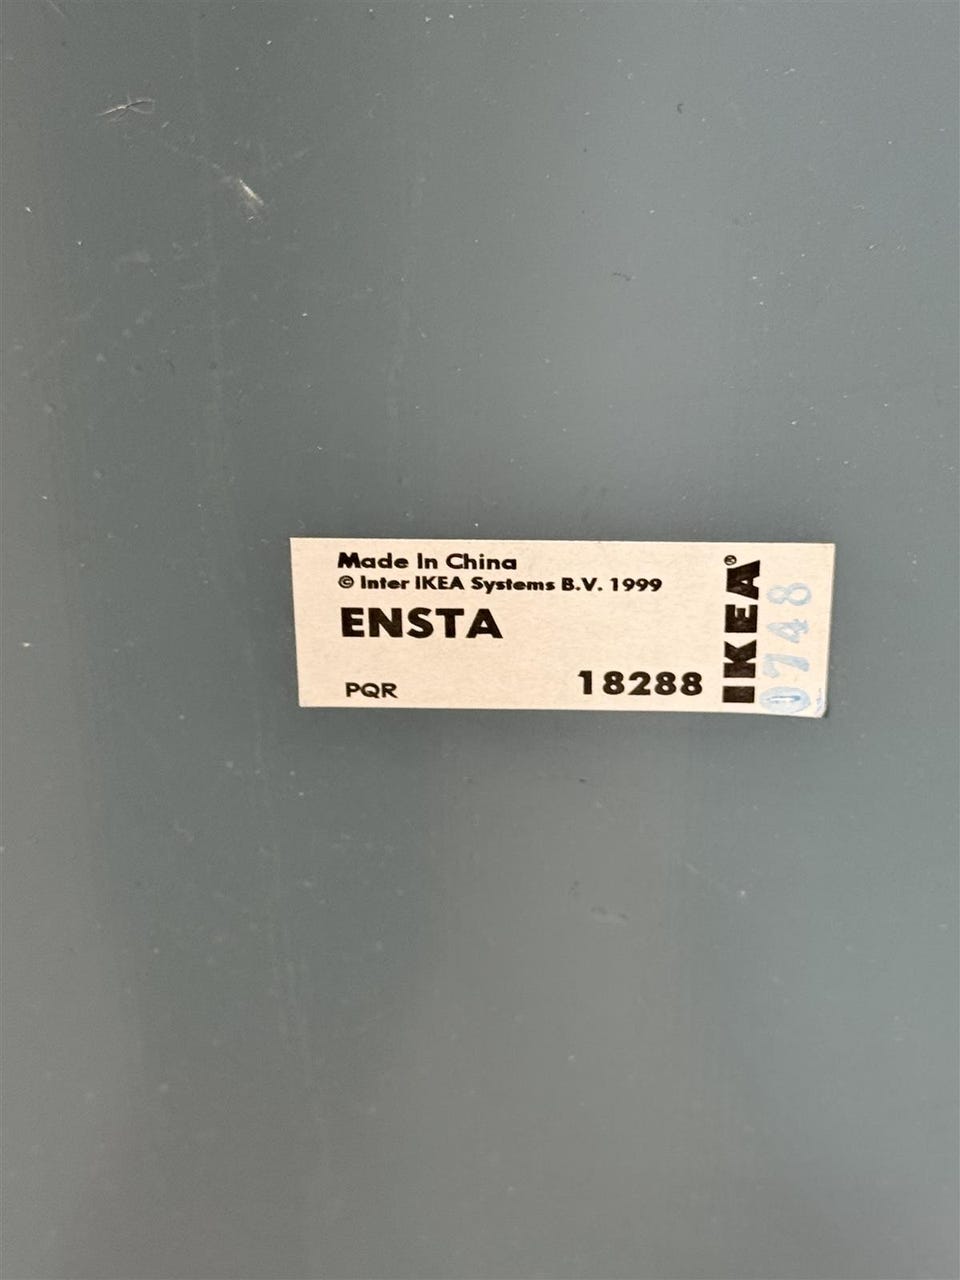 Made In China
© Inter IKEA Systems B.V. 1999
ENSTA
PQR
18288
IKEA®
0748